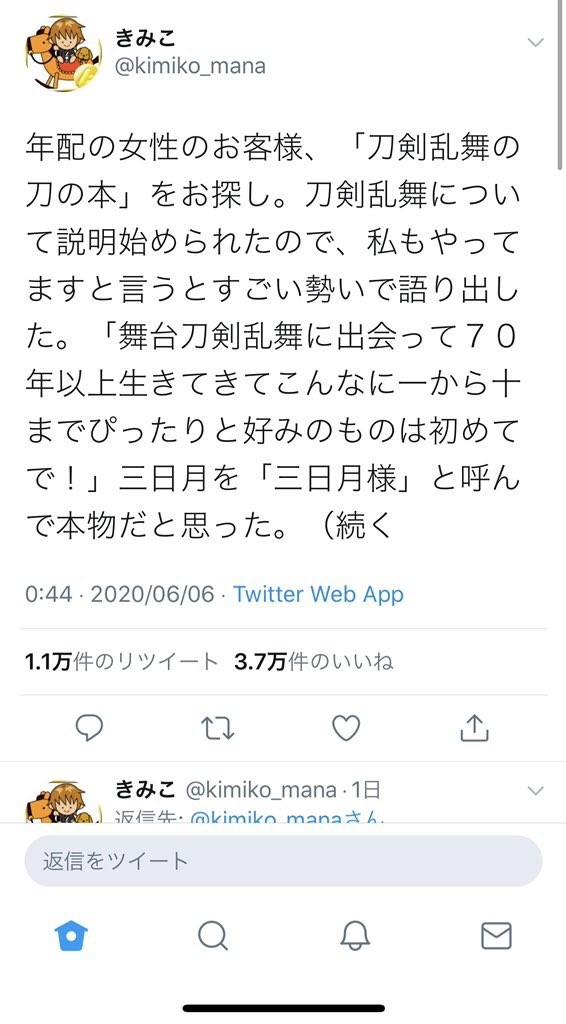 きみこ
@kimiko_mana
年配の女性のお客様、「刀剣乱舞の
刀の本」をお探し。刀剣乱舞につい
て説明始められたので、私もやって
ますと言うとすごい勢いで語り出し
た。「舞台刀剣乱舞に出会って７０
年以上生きてきてこんなに一から十
までぴったりと好みのものは初めて
で！」三日月を「三日月様」と呼ん
で本物だと思った。（続く
0:44 · 2020/06/06 · Twitter Web App
1.1万件のリツイート 3.7万件のいいね
きみこ @kimiko_mana · 1日
返信先: @kimiko_manaさん
返信をツイート